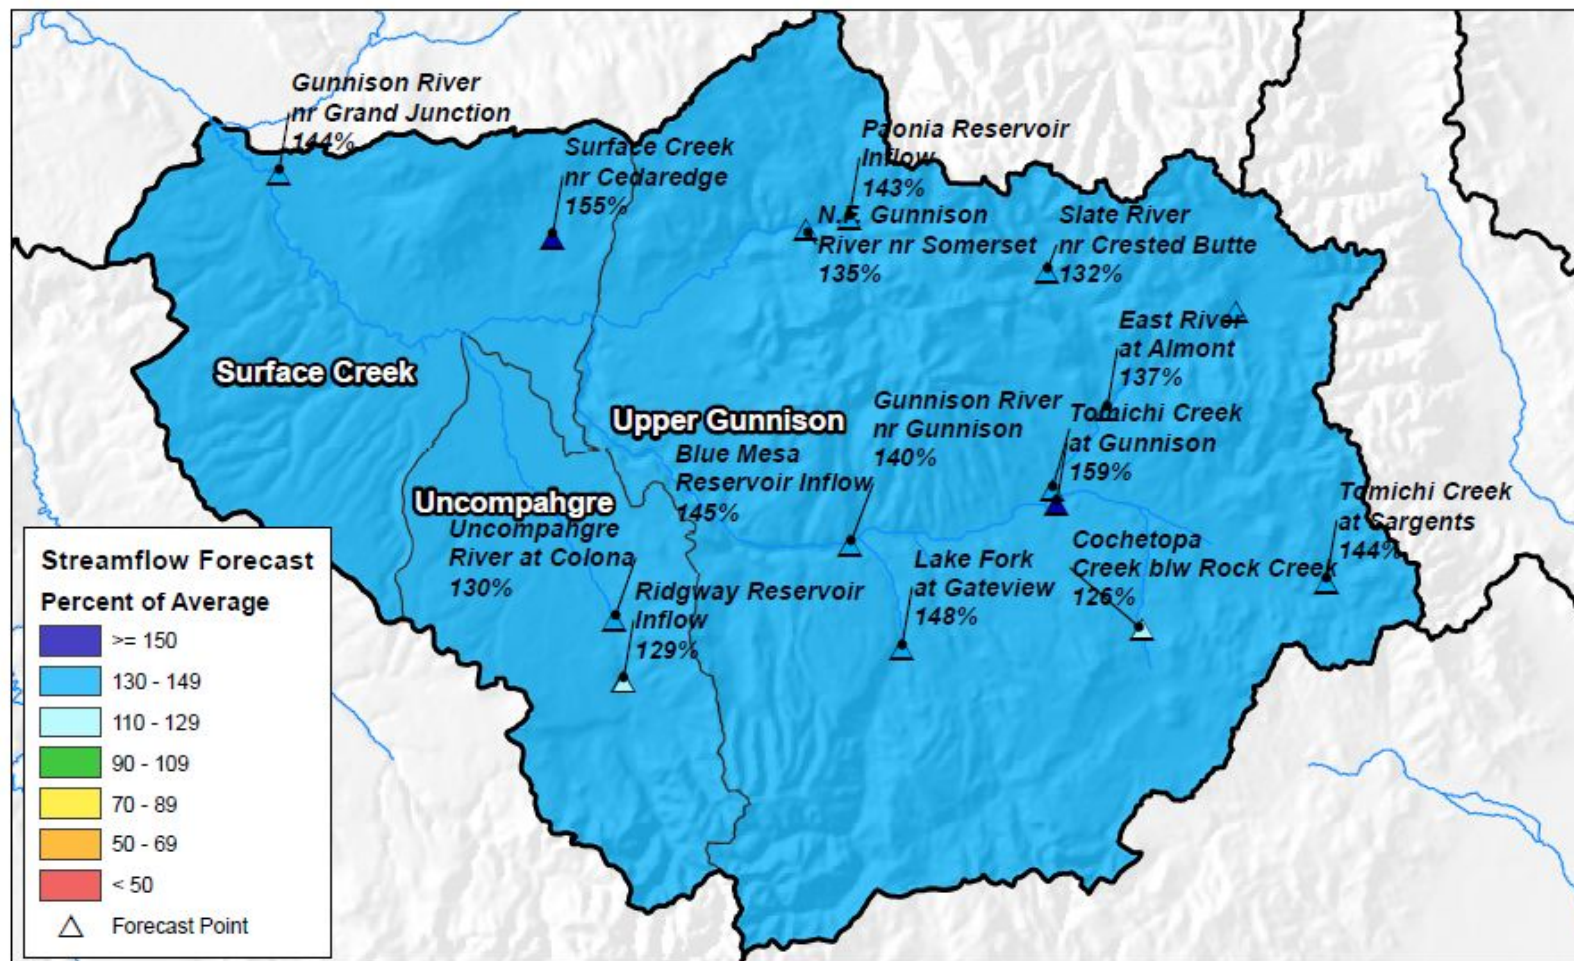 Gunnison River
nr Grand Junction
144%
Surface Creek
nr Cedaredge
155%
Paonia Reservoir
Inflow
143%
N.F. Gunnison
River nr Somerset
135%
Slate River
nr Crested Butte
132%
East River
at Almont
137%
Surface Creek
Upper Gunnison
Gunnison River
nr Gunnison
140%
Tomichi Creek
at Gunnison
159%
Blue Mesa
Reservoir Inflow
145%
Uncompahgre
Uncompahgre
River at Colona
130%
Ridgway Reservoir
Inflow
129%
Lake Fork
at Gateview
148%
Cochetopa
Creek blw Rock Creek
126%
Tomichi Creek
at Sargents
144%
Streamflow Forecast
Percent of Average
>= 150
130 - 149
110 - 129
90 - 109
70 - 89
50 - 69
< 50
Forecast Point